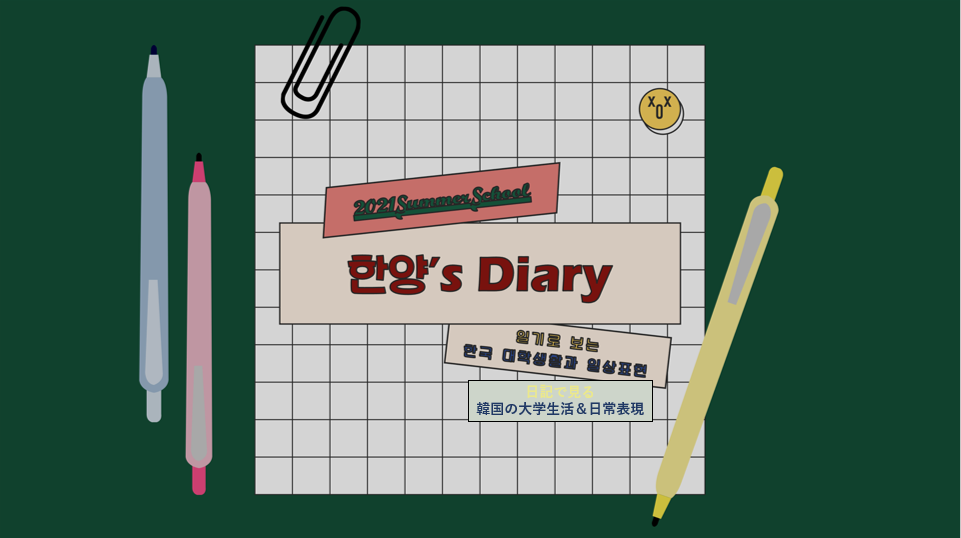 2021 Summer School
한양's Diary
일기로 보는
한국 대학생활과 일상표현
日記で見る
韓国の大学生活＆日常表現